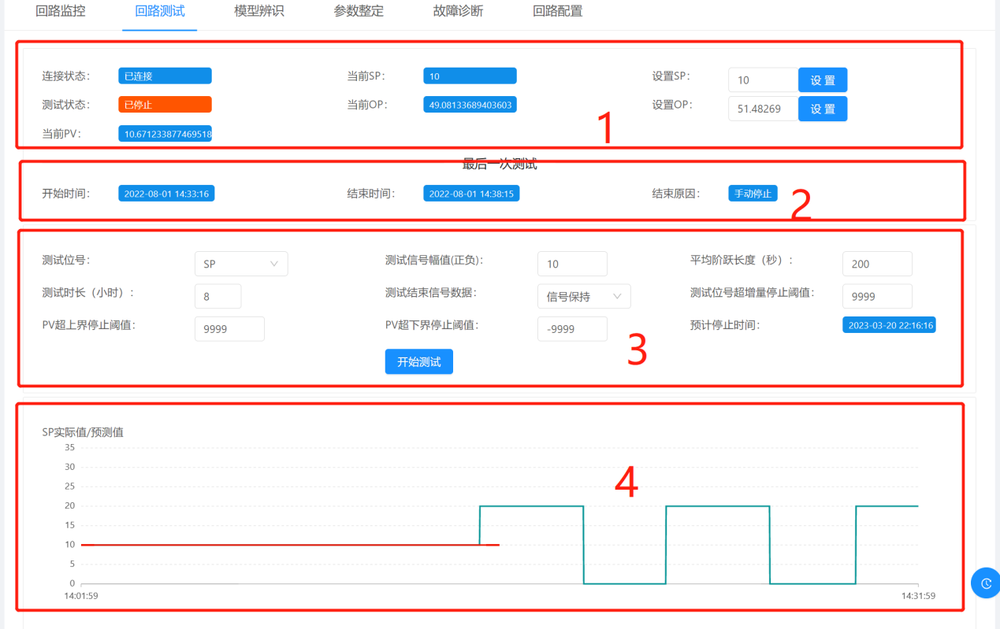 回路监控 回路测试 模型辨识 参数整定 故障诊断 回路配置
连接状态： 已连接 当前SP： 10 设置SP： 10 设 置
测试状态： 已停止 当前OP： 49.08133689403603 设置OP： 51.48269 设 置
当前PV： 10.671233877469518
1
最后一次测试
开始时间： 2022-08-01 14:33:16 结束时间： 2022-08-01 14:38:15 结束原因： 手动停止
2
测试位号： SP 测试信号幅值(正负)： 10 平均阶跃长度（秒）： 200
测试时长（小时）： 8 测试结束信号数据： 信号保持 测试位号超增量停止阈值： 9999
PV超上界停止阈值： 9999 PV超下界停止阈值： -9999 预计停止时间： 2023-03-20 22:16:16
3
开始测试
SP实际值/预测值
35
30
25
4
20
15
10
5
0
14:01:59 14:31:59